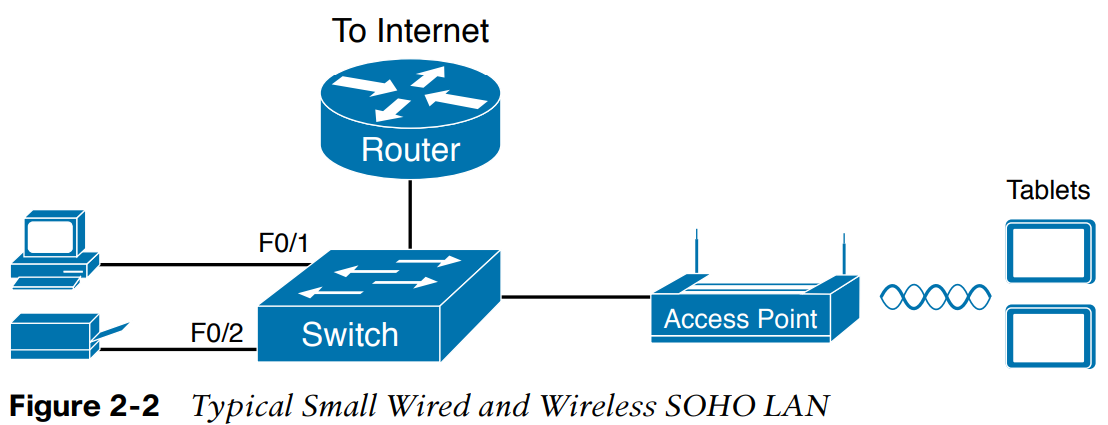 To Internet
Router
Tablets
F0/1
F0/2
Switch
Access Point
Figure 2-2 Typical Small Wired and Wireless SOHO LAN